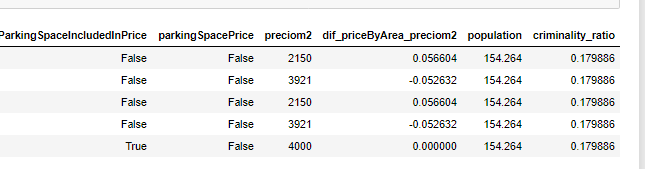 ParkingSpaceIncludedInPrice parkingSpacePrice preciom2 dif_priceByArea_preciom2 population criminality_ratio
False False 2150 0.056604 154.264 0.179886
False False 3921 -0.052632 154.264 0.179886
False False 2150 0.056604 154.264 0.179886
False False 3921 -0.052632 154.264 0.179886
True False 4000 0.000000 154.264 0.179886